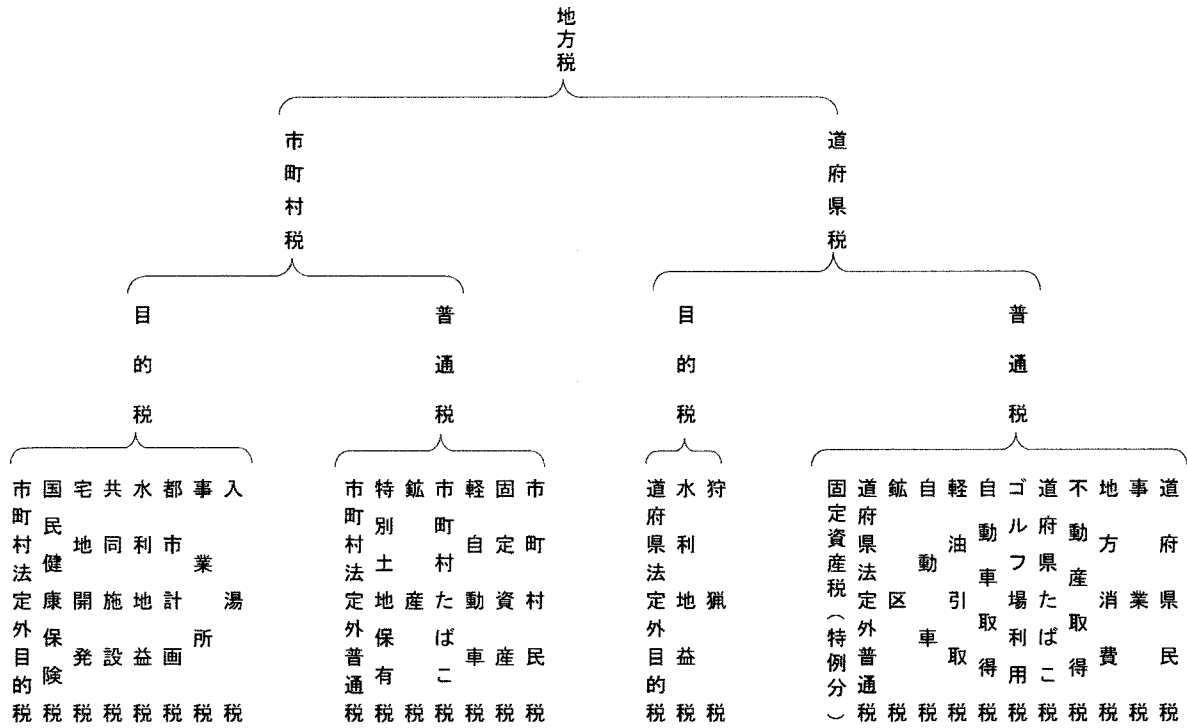 地方税
道府県税
普通税
道府県民税
事業税
地方消費税
不動産取得税
道府県たばこ税
ゴルフ場利用税
自動車取得税
軽油引取税
自動車税
鉱区税
道府県法定外普通税
固定資産税(特例分)
目的税
狩猟税
水利地益税
道府県法定外目的税
市町村税
普通税
市町村民税
固定資産税
軽自動車税
市町村たばこ税
鉱産税
特別土地保有税
市町村法定外普通税
目的税
入湯税
事業所税
都市計画税
水利地益税
共同施設税
宅地開発税
国民健康保険税
市町村法定外目的税